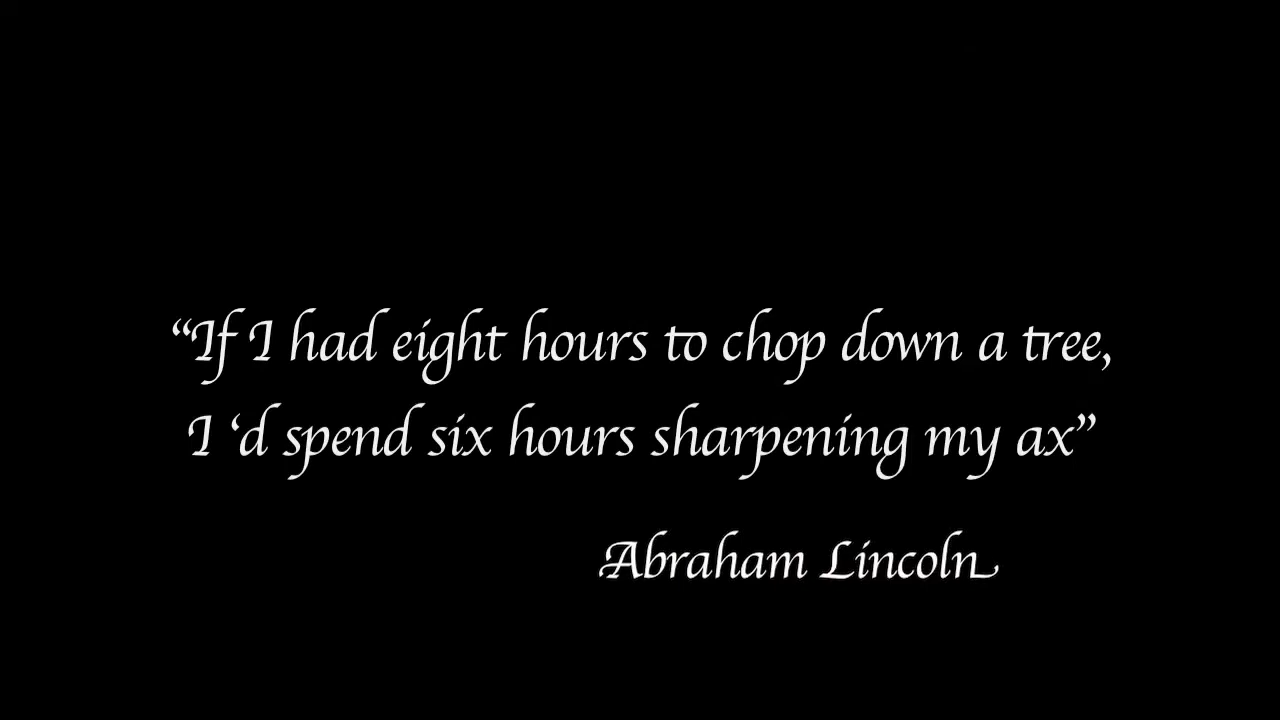 “If I had eight hours to chop down a tree,
I ‘d spend six hours sharpening my ax”
Abraham Lincoln